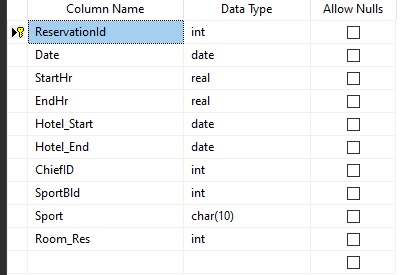 Column Name Data Type Allow Nulls
ReservationId int
Date date
StartHr real
EndHr real
Hotel_Start date
Hotel_End date
ChiefID int
SportBld int
Sport char(10)
Room_Res int